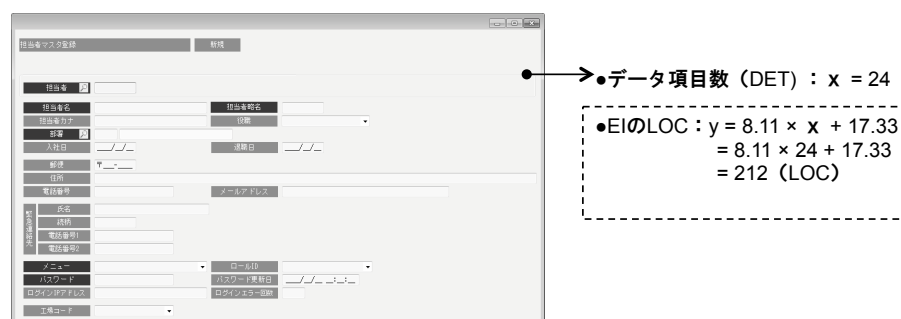 担当者マスタ登録 新規
担当者
担当者名 担当者略名
担当者カナ 役職
部署
入社日 __/_/_ 退職日 __/_/_
郵便 〒__-___
住所
電話番号 メールアドレス
緊急連絡先
氏名
続柄
電話番号1
電話番号2
メニュー ロールID
パスワード パスワード更新日 __/_/_ _:_:_
ログインIPアドレス ログインエラー回数
工場コード
●データ項目数（DET）：x = 24
●EIのLOC：y = 8.11 × x + 17.33
= 8.11 × 24 + 17.33
= 212（LOC）